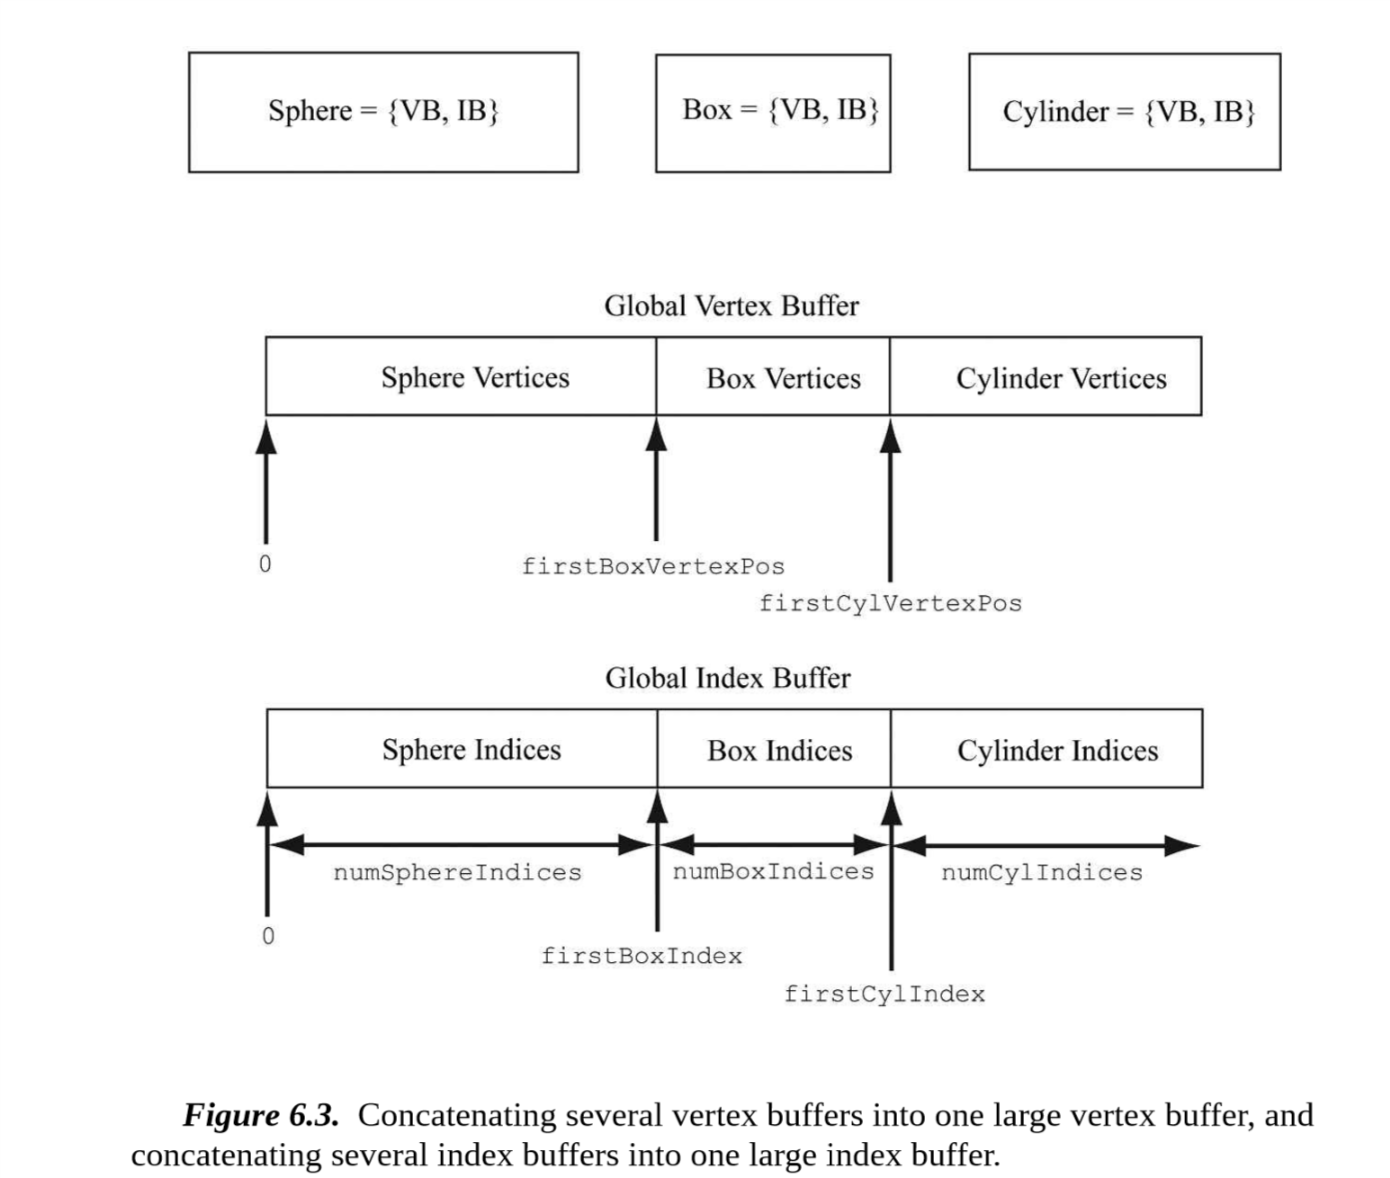 Sphere = {VB, IB}
Box = {VB, IB}
Cylinder = {VB, IB}
Global Vertex Buffer
Sphere Vertices
Box Vertices
Cylinder Vertices
0
firstBoxVertexPos
firstCylVertexPos
Global Index Buffer
Sphere Indices
Box Indices
Cylinder Indices
numSphereIndices
numBoxIndices
numCylIndices
0
firstBoxIndex
firstCylIndex
Figure 6.3. Concatenating several vertex buffers into one large vertex buffer, and
concatenating several index buffers into one large index buffer.